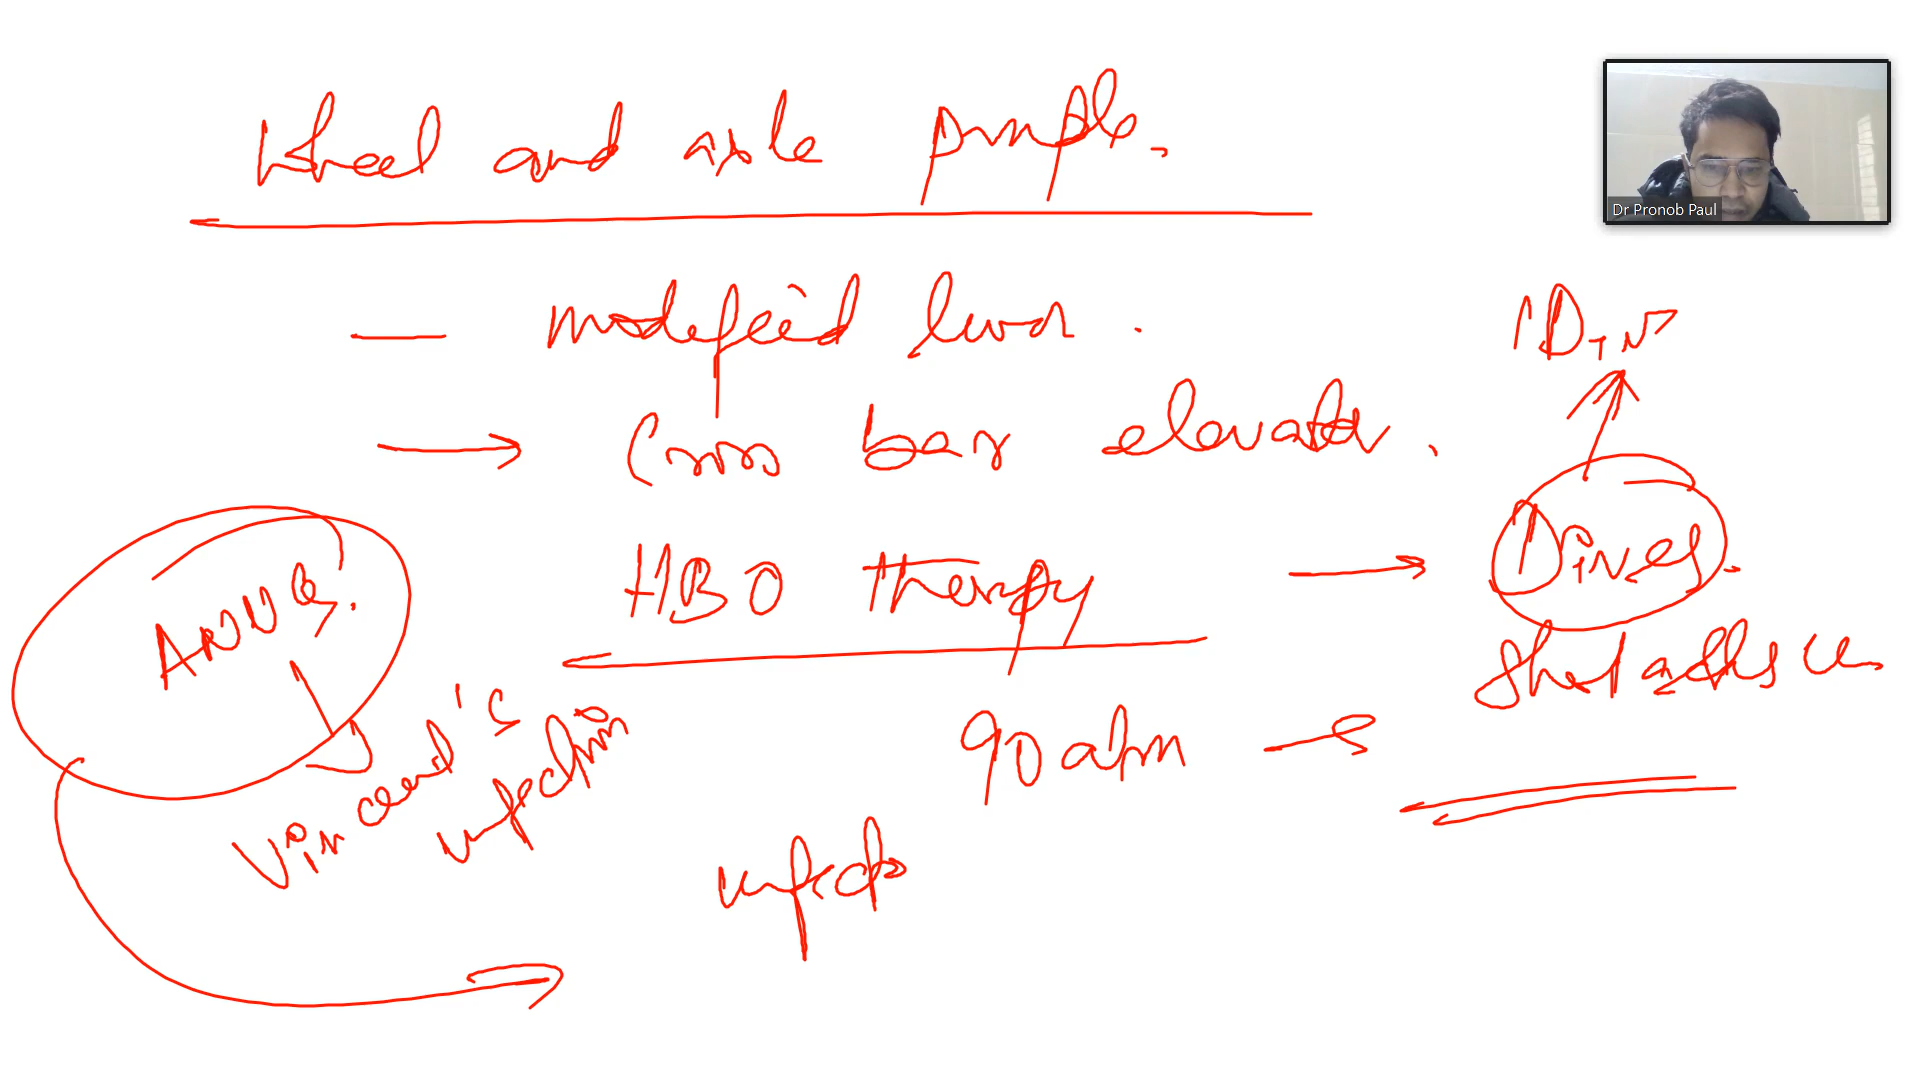 Wheel and axle principle.
Dr Pronob Paul
— modified lever.
→ Cross bar elevator.
HBO therapy → Divers.
ANUG.
Vincent's
infection
90 atm →